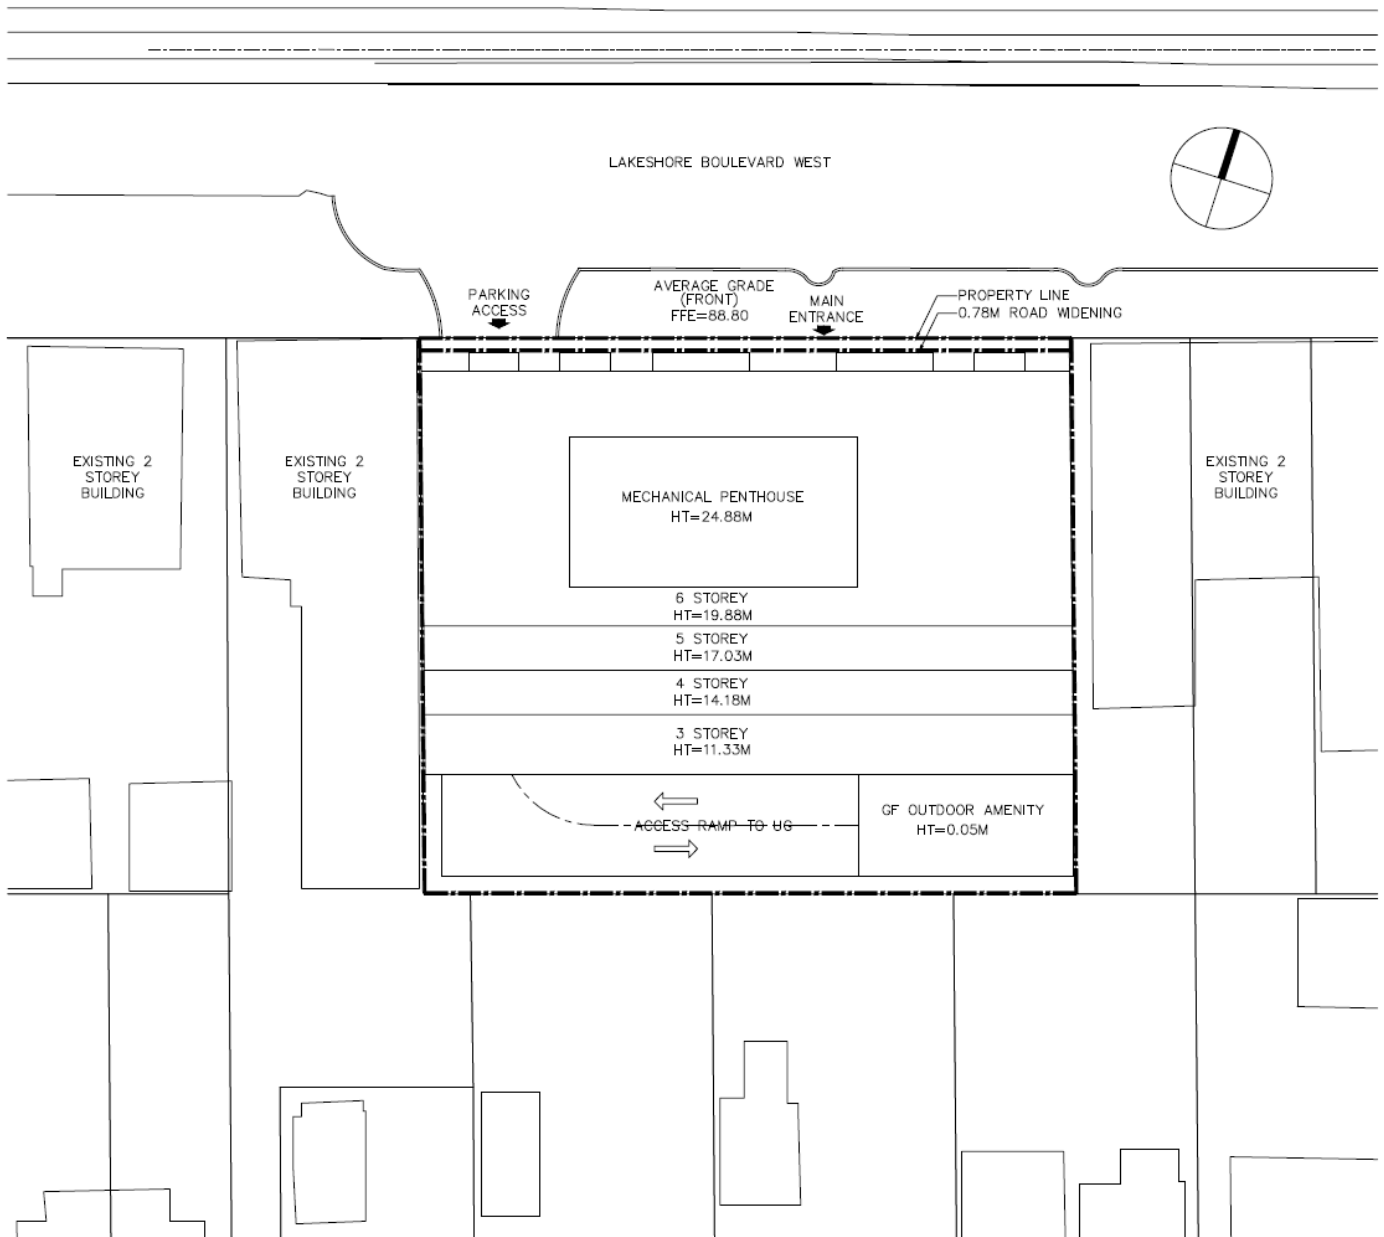 LAKESHORE BOULEVARD WEST
PARKING
ACCESS
AVERAGE GRADE
(FRONT)
FFE=88.80
MAIN
ENTRANCE
PROPERTY LINE
0.78M ROAD WIDENING
EXISTING 2
STOREY
BUILDING
EXISTING 2
STOREY
BUILDING
MECHANICAL PENTHOUSE
HT=24.88M
EXISTING 2
STOREY
BUILDING
6 STOREY
HT=19.88M
5 STOREY
HT=17.03M
4 STOREY
HT=14.18M
3 STOREY
HT=11.33M
ACCESS RAMP TO UG
GF OUTDOOR AMENITY
HT=0.05M